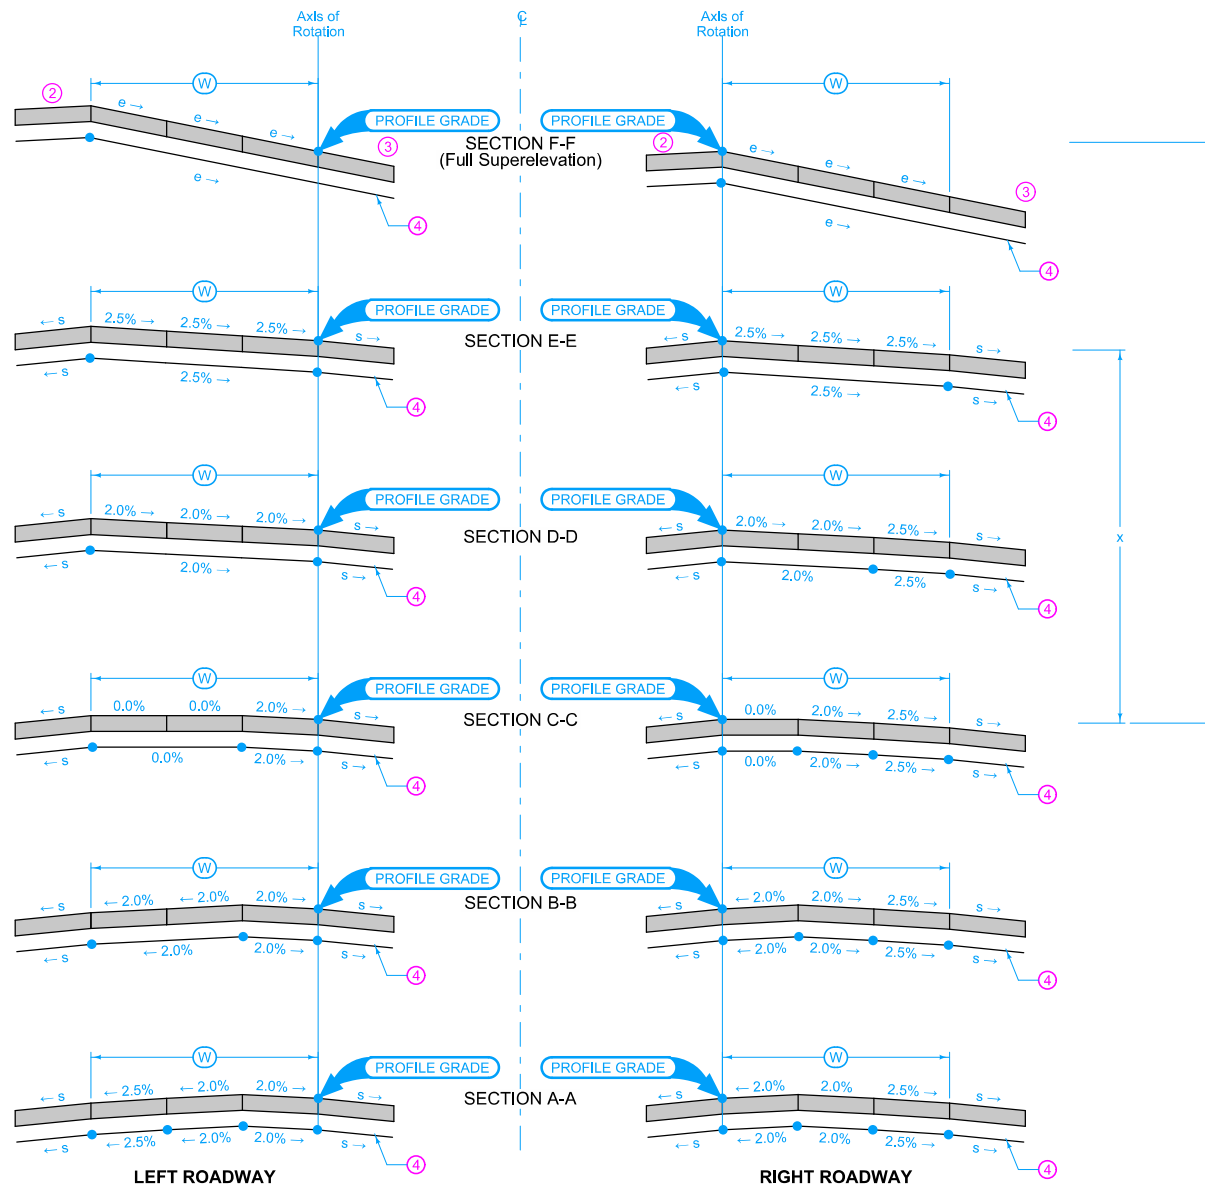 Axis of
Rotation
℄
Axis of
Rotation
W
W
2
e →
e →
e →
e →
PROFILE GRADE
PROFILE GRADE
SECTION F-F
(Full Superelevation)
3
4
2
e →
e →
e →
e →
3
4
W
W
PROFILE GRADE
PROFILE GRADE
SECTION E-E
← s
2.5% →
2.5% →
2.5% →
s →
← s
2.5% →
s →
4
← s
2.5% →
2.5% →
2.5% →
s →
← s
2.5% →
s →
4
W
W
PROFILE GRADE
PROFILE GRADE
SECTION D-D
← s
2.0% →
2.0% →
2.0% →
s →
← s
2.0% →
s →
4
← s
2.0% →
2.0% →
2.5% →
s →
← s
2.0%
2.5%
s →
4
x
W
W
PROFILE GRADE
PROFILE GRADE
SECTION C-C
← s
0.0%
0.0%
2.0% →
s →
← s
0.0%
2.0% →
s →
4
← s
0.0%
2.0% →
2.5% →
s →
← s
0.0%
2.0% →
2.5% →
s →
4
W
W
PROFILE GRADE
PROFILE GRADE
SECTION B-B
← s
← 2.0%
← 2.0%
2.0% →
s →
← s
← 2.0%
2.0% →
s →
4
← s
← 2.0%
2.0% →
2.5% →
s →
← s
← 2.0%
2.0% →
2.5% →
s →
4
W
W
PROFILE GRADE
PROFILE GRADE
SECTION A-A
← s
← 2.5%
← 2.0%
2.0% →
s →
← s
← 2.5%
← 2.0%
2.0% →
s →
4
← s
← 2.0%
2.0%
2.5% →
s →
← s
← 2.0%
2.0%
2.5% →
s →
4
LEFT ROADWAY
RIGHT ROADWAY